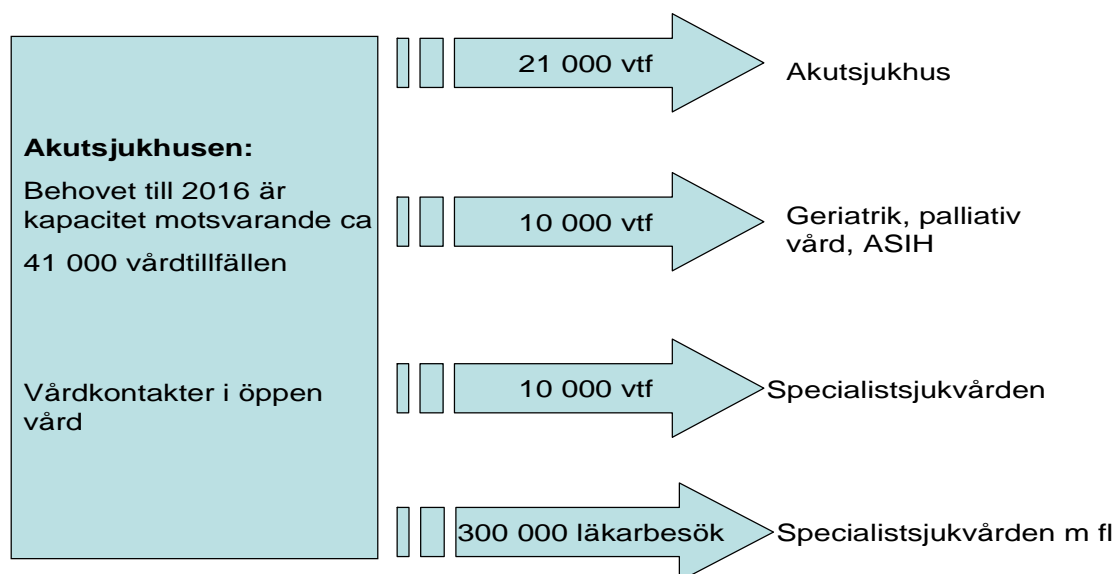 Akutsjukhusen:
Behovet till 2016 är
kapacitet motsvarande ca
41 000 vårdtillfällen
Vårdkontakter i öppen
vård
21 000 vtf
Akutsjukhus
10 000 vtf
Geriatrik, palliativ
vård, ASIH
10 000 vtf
Specialistsjukvården
300 000 läkarbesök
Specialistsjukvården m fl